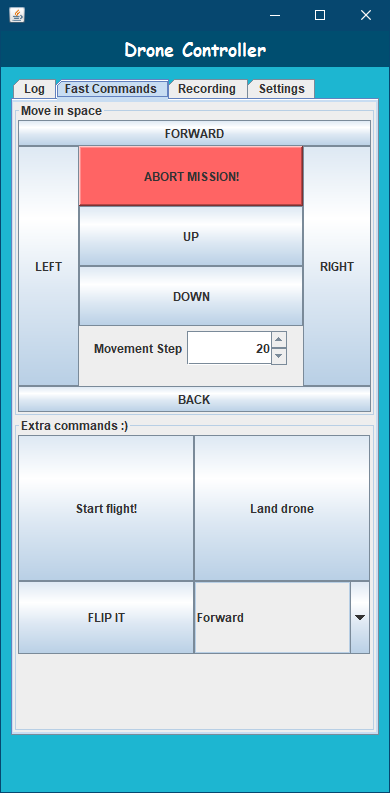 Drone Controller
Log Fast Commands Recording Settings
Move in space
FORWARD
ABORT MISSION!
UP
LEFT
RIGHT
DOWN
Movement Step 20
BACK
Extra commands :)
Start flight! Land drone
FLIP IT Forward